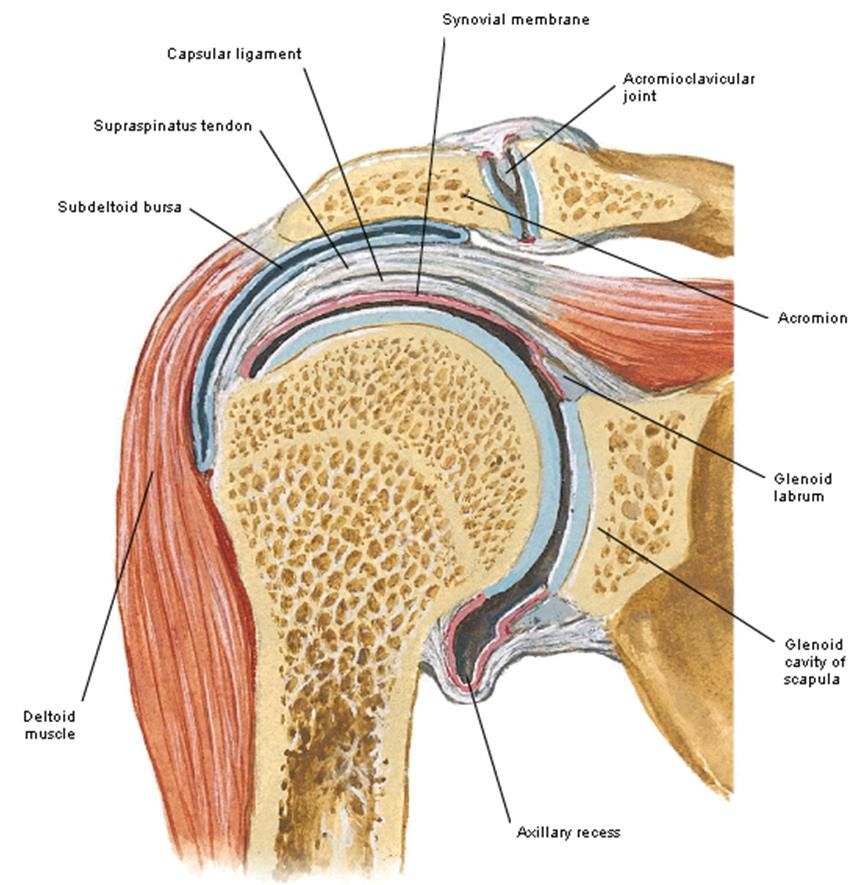 Synovial membrane
Capsular ligament
Acromioclavicular
joint
Supraspinatus tendon
Subdeltoid bursa
Acromion
Glenoid
labrum
Glenoid
cavity of
scapula
Deltoid
muscle
Axillary recess